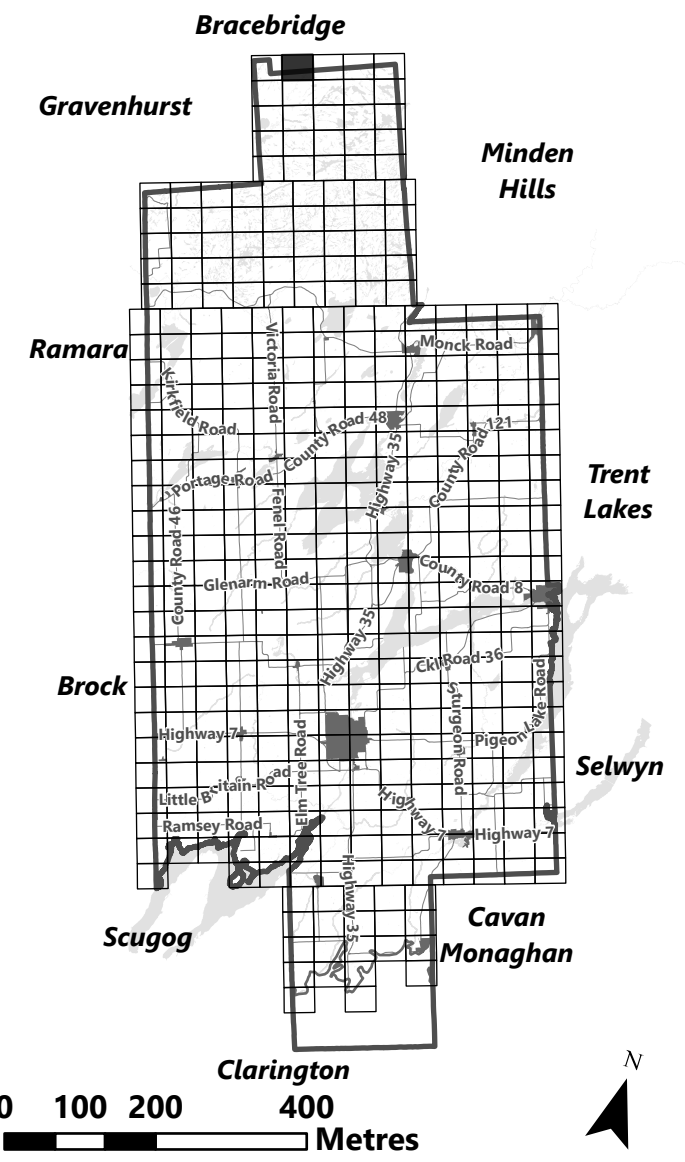 Bracebridge
Gravenhurst
Minden
Hills
Ramara
Monck Road
Victoria Road
Kirkfield Road
County Road 48
Highway 35
County Road 121
Portage Road
Trent
Lakes
County Road 46
Fenel Road
Glenarm Road
County Road 8
Highway 35
Ckl Road 36
Brock
Sturgeon Road
Pigeon Lake Road
Highway 7
Elm Tree Road
Selwyn
Little Britain Road
Highway 7
Ramsey Road
Highway 7
Highway 35
Scugog
Cavan
Monaghan
Clarington
N
0 100 200 400
Metres